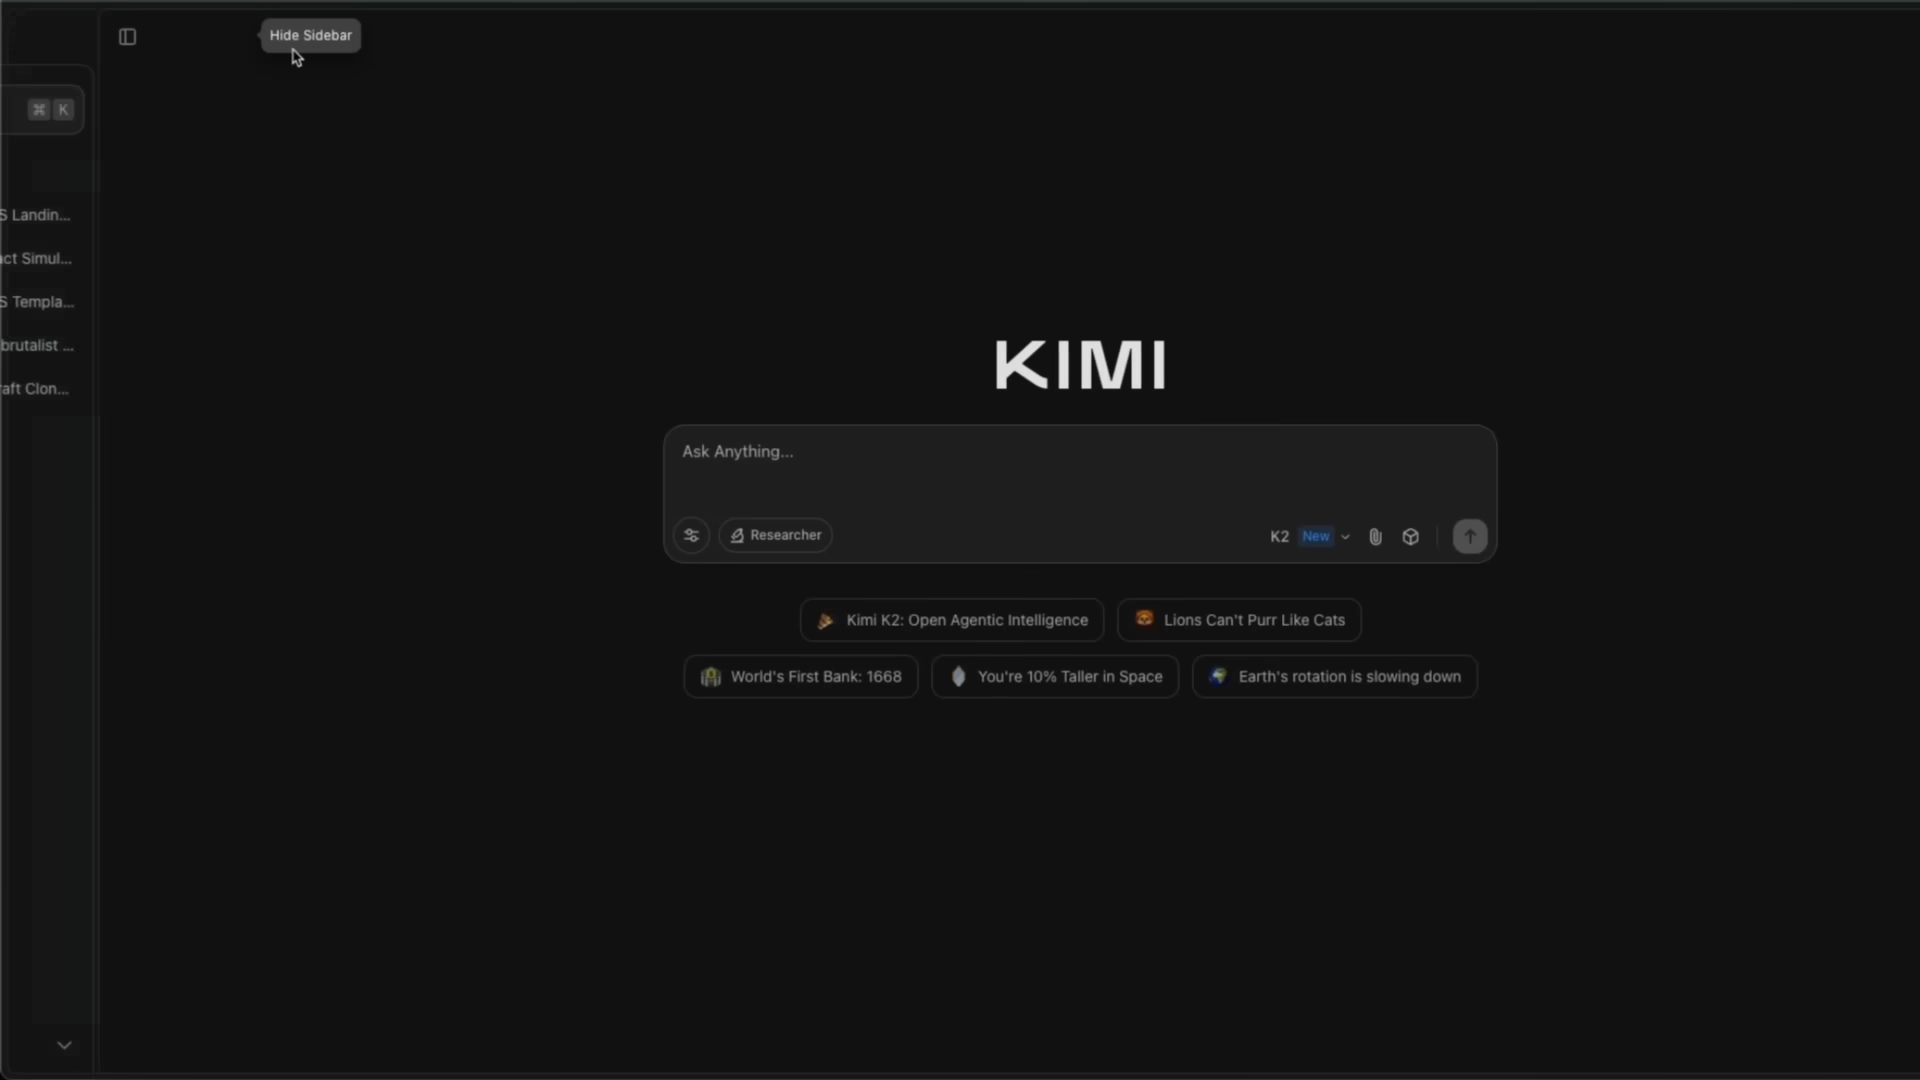 Hide Sidebar
⌘ K
S Landin...
act Simul...
S Templa...
brutalist ...
raft Clon...
KIMI
Ask Anything...
Researcher
K2 New
Kimi K2: Open Agentic Intelligence
Lions Can't Purr Like Cats
World's First Bank: 1668
You're 10% Taller in Space
Earth's rotation is slowing down